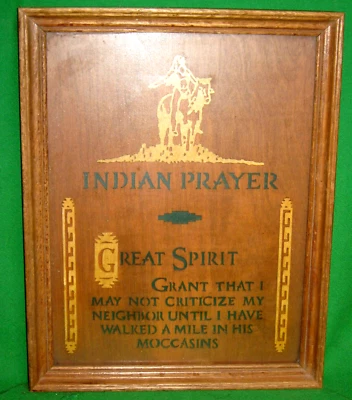 INDIAN PRAYER
GREAT SPIRIT
GRANT THAT I
MAY NOT CRITICIZE MY
NEIGHBOR UNTIL I HAVE
WALKED A MILE IN HIS
MOCCASINS